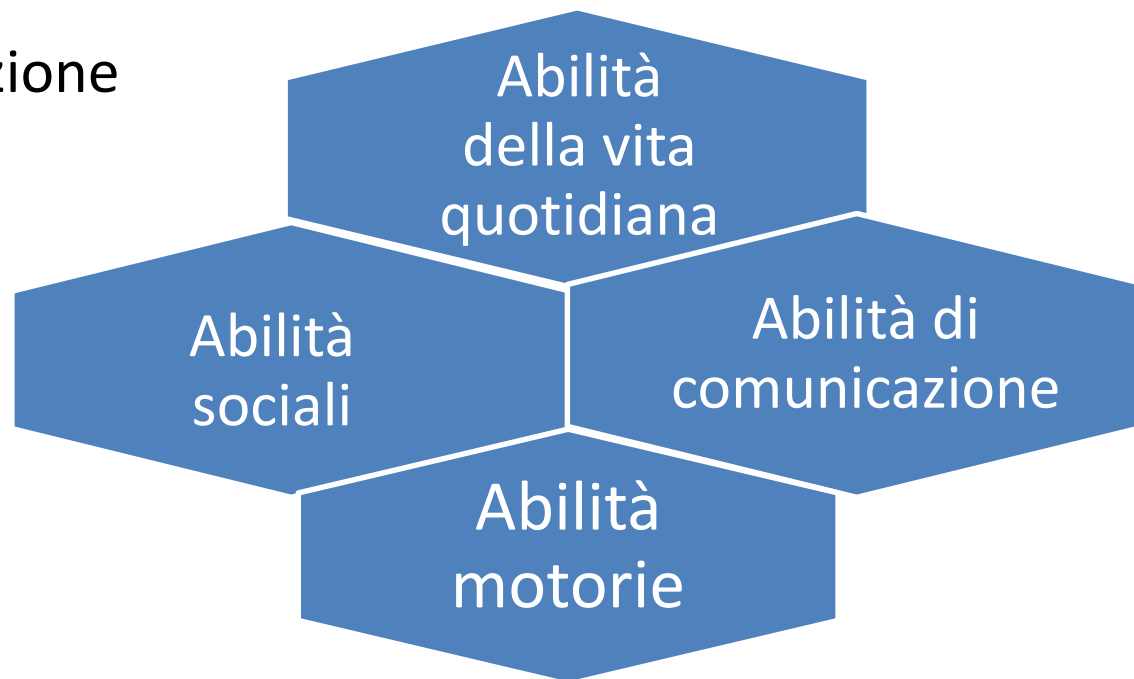 zione
Abilità
della vita
quotidiana
Abilità
sociali
Abilità di
comunicazione
Abilità
motorie